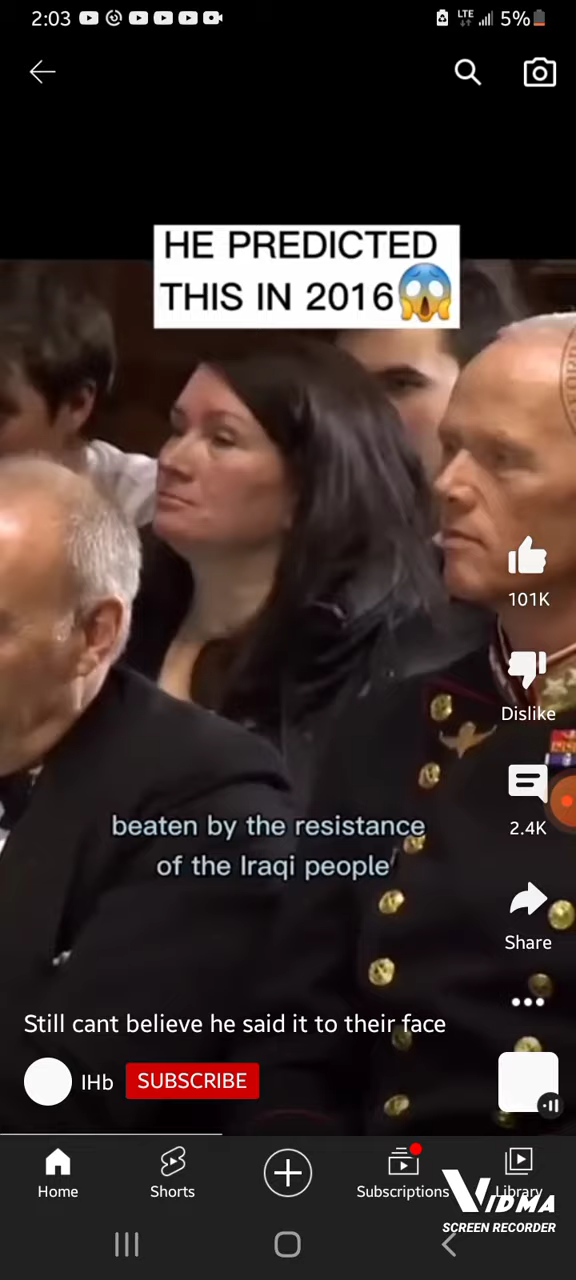 2:03
LTE
5%
HE PREDICTED
THIS IN 2016
beaten by the resistance
of the Iraqi people
101K
Dislike
2.4K
Share
Still cant believe he said it to their face
IHb
SUBSCRIBE
Home
Shorts
Subscriptions
Library
VIDMA
SCREEN RECORDER